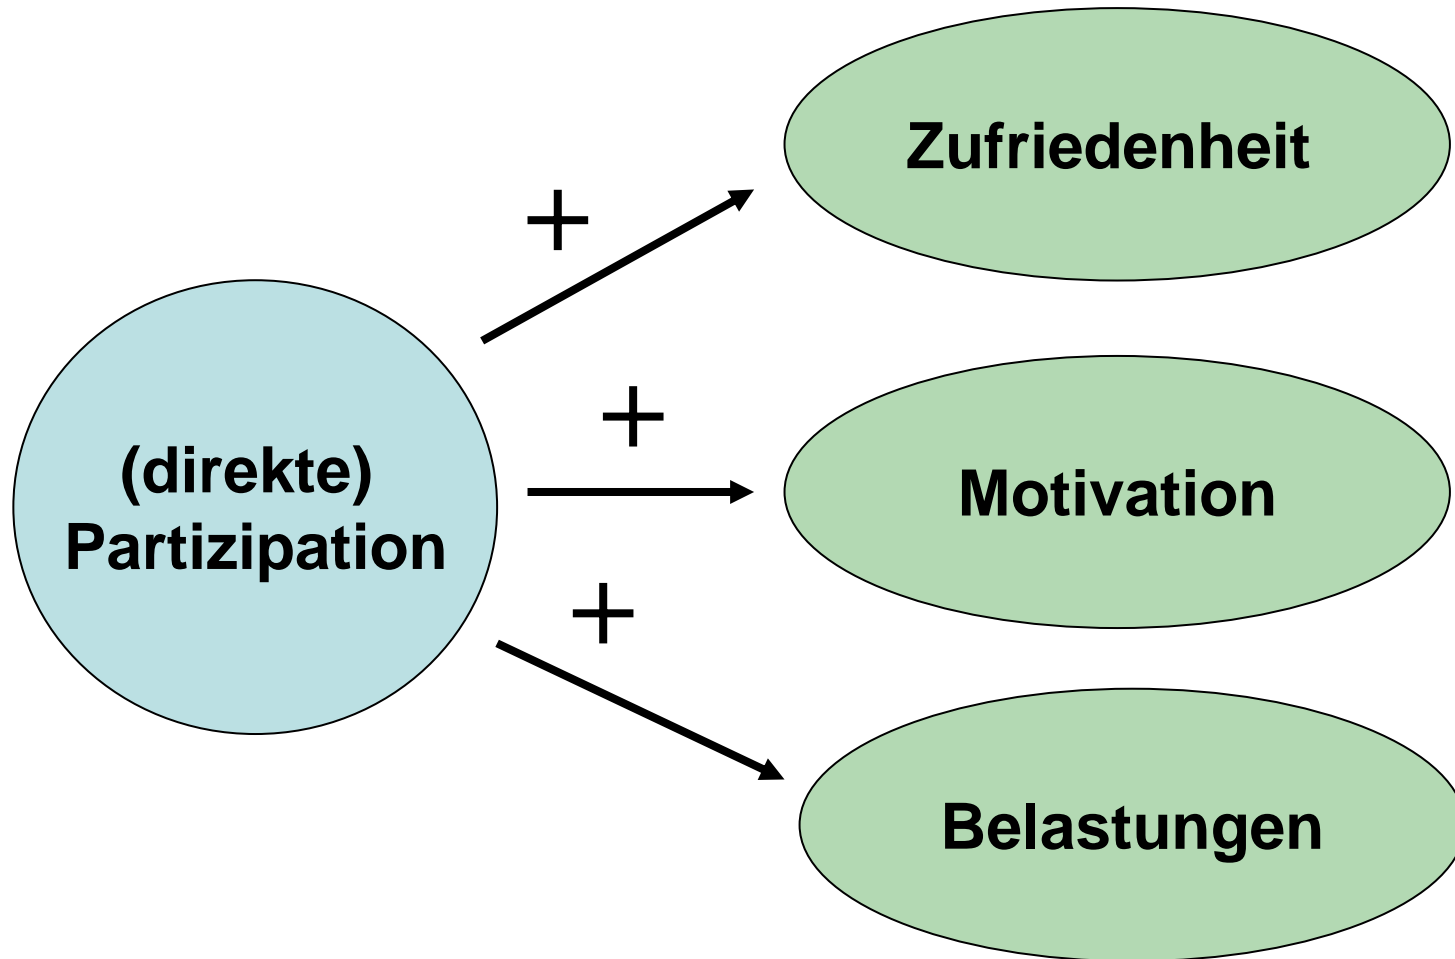 Zufriedenheit
+
+
(direkte)
Partizipation
Motivation
+
Belastungen